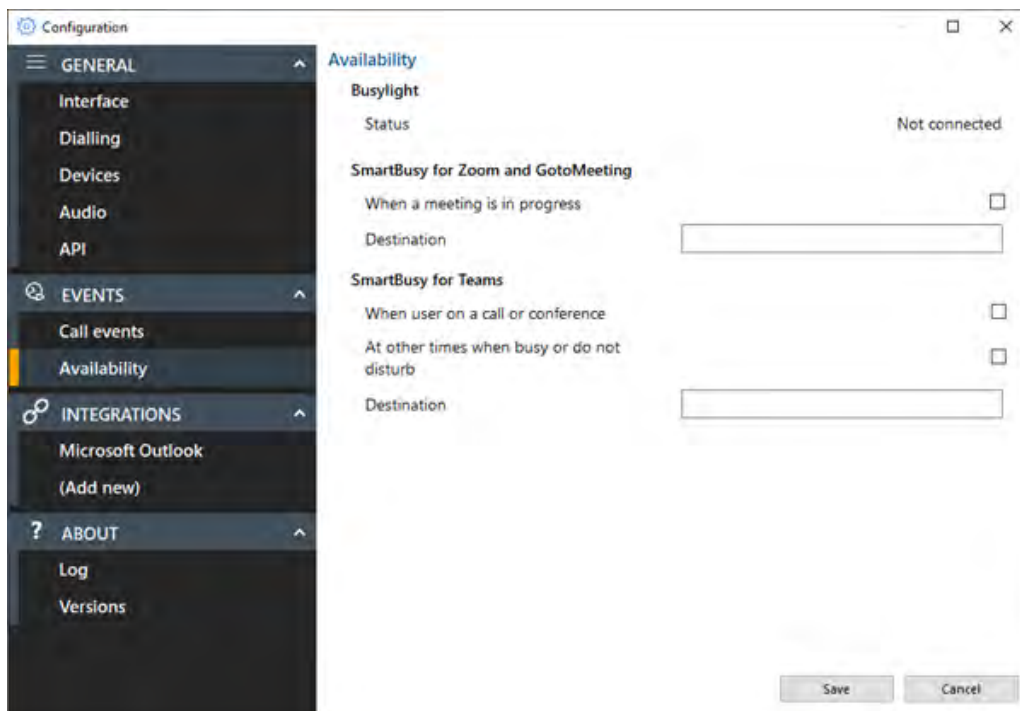 Configuration
GENERAL
Interface
Dialling
Devices
Audio
API
EVENTS
Call events
Availability
INTEGRATIONS
Microsoft Outlook
(Add new)
? ABOUT
Log
Versions
Availability
Busylight
Status Not connected
SmartBusy for Zoom and GotoMeeting
When a meeting is in progress
Destination
SmartBusy for Teams
When user on a call or conference
At other times when busy or do not
disturb
Destination
Save Cancel